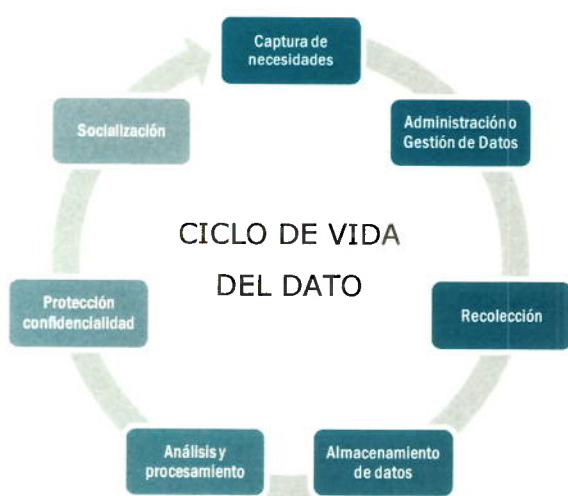 Captura de
necesidades
Administración o
Gestión de Datos
Recolección
Almacenamiento
de datos
Análisis y
procesamiento
Protección
confidencialidad
Socialización
CICLO DE VIDA
DEL DATO